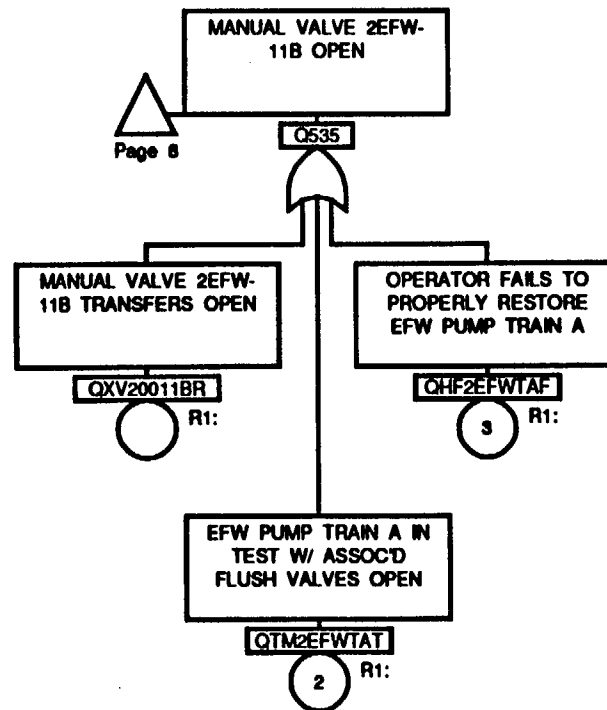 MANUAL VALVE 2EFW-
11B OPEN
Page 6
Q535
MANUAL VALVE 2EFW-
11B TRANSFERS OPEN
QXV20011BR
R1:
OPERATOR FAILS TO
PROPERLY RESTORE
EFW PUMP TRAIN A
QHF2EFWTAF
3
R1:
EFW PUMP TRAIN A IN
TEST W/ ASSOC'D
FLUSH VALVES OPEN
QTM2EFWTAT
2
R1: